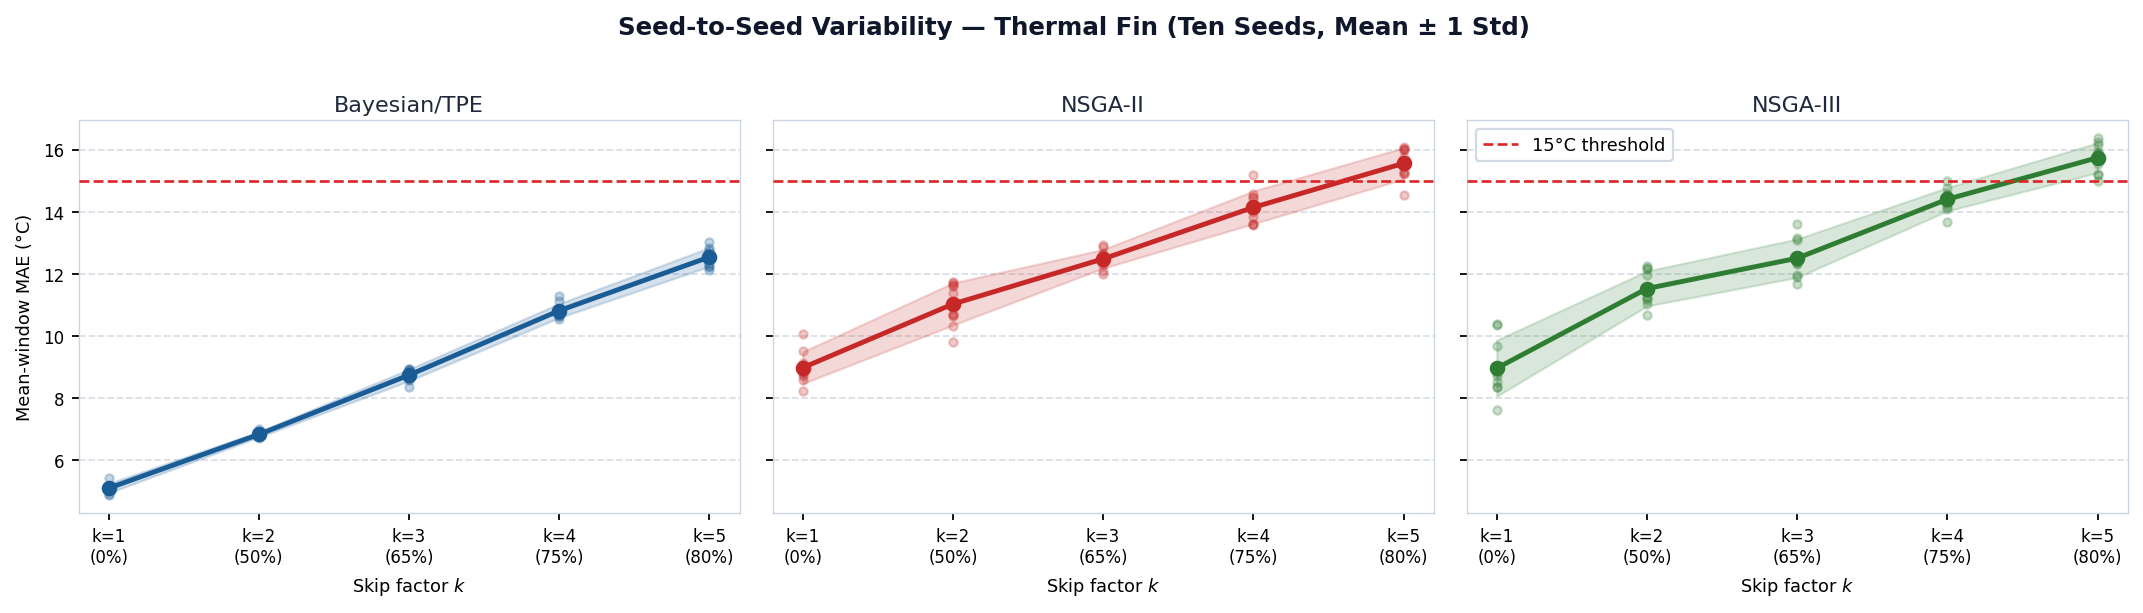 Seed-to-Seed Variability — Thermal Fin (Ten Seeds, Mean ± 1 Std)
Bayesian/TPE
Mean-window MAE (°C)
16
14
12
10
8
6
k=1 k=2 k=3 k=4 k=5
(0%) (50%) (65%) (75%) (80%)
Skip factor k
NSGA-II
k=1 k=2 k=3 k=4 k=5
(0%) (50%) (65%) (75%) (80%)
Skip factor k
NSGA-III
15°C threshold
k=1 k=2 k=3 k=4 k=5
(0%) (50%) (65%) (75%) (80%)
Skip factor k